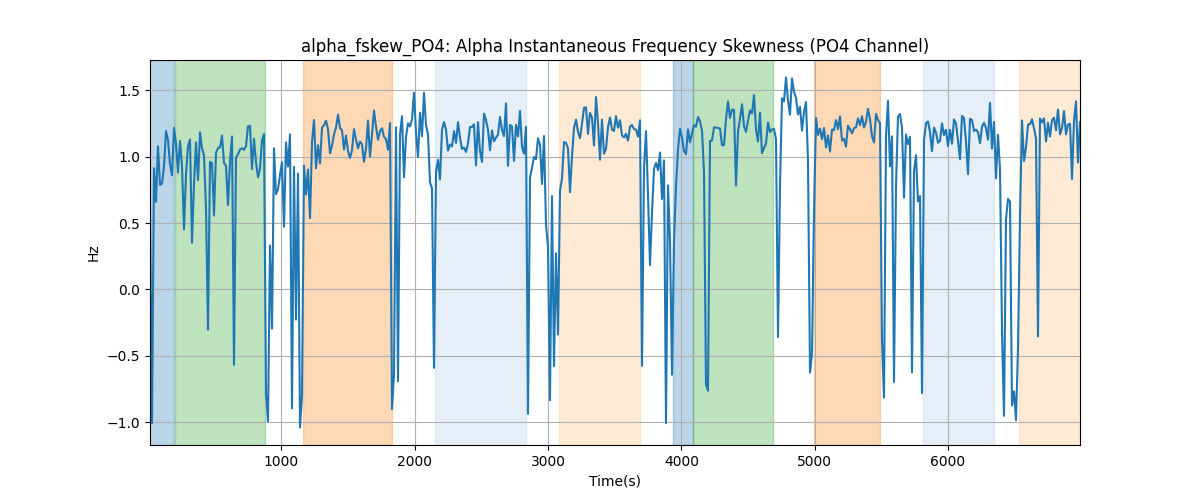 alpha_fskew_PO4: Alpha Instantaneous Frequency Skewness (PO4 Channel)
1.5
1.0
0.5
0.0
−0.5
−1.0
Hz
1000 2000 3000 4000 5000 6000
Time(s)